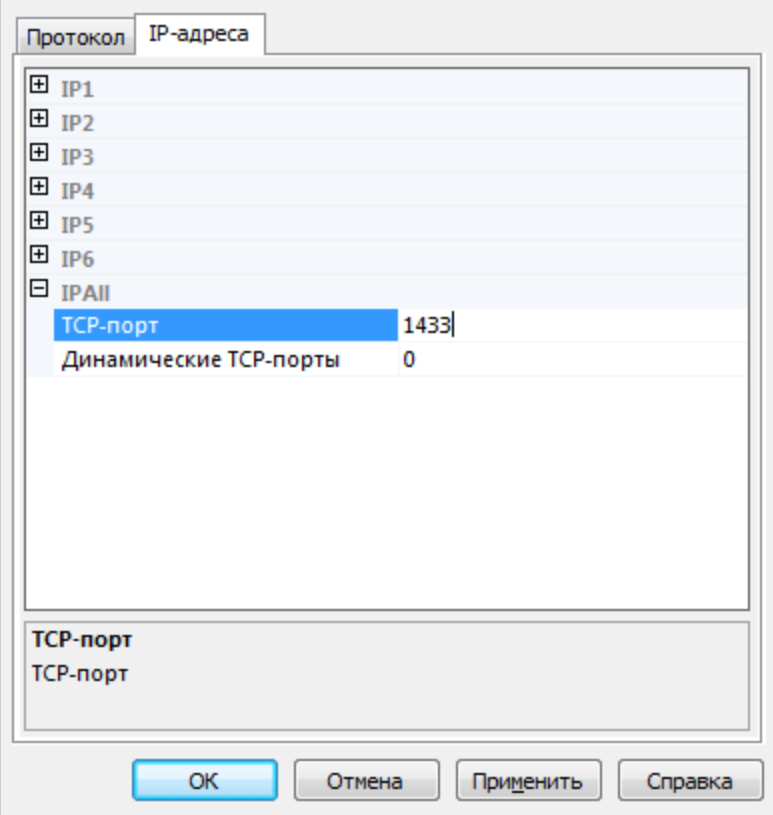 Протокол IP-адреса
IP1
IP2
IP3
IP4
IP5
IP6
IPAll
TCP-порт 1433
Динамические TCP-порты 0
TCP-порт
TCP-порт
OK Отмена Применить Справка